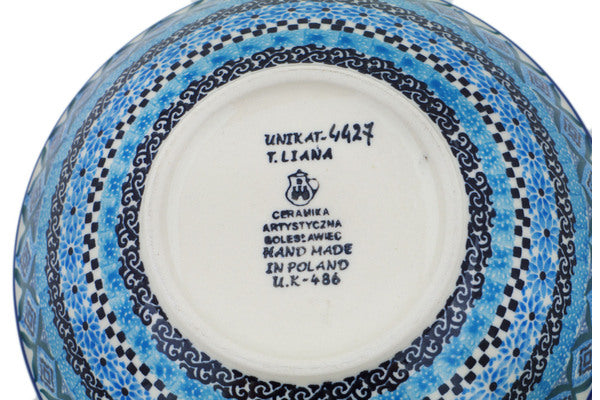 UNIKAT-4427
T.LIANA
CERAMIKA
ARTYSTYCZNA
BOLESŁAWIEC
HAND MADE
IN POLAND
U.K-486